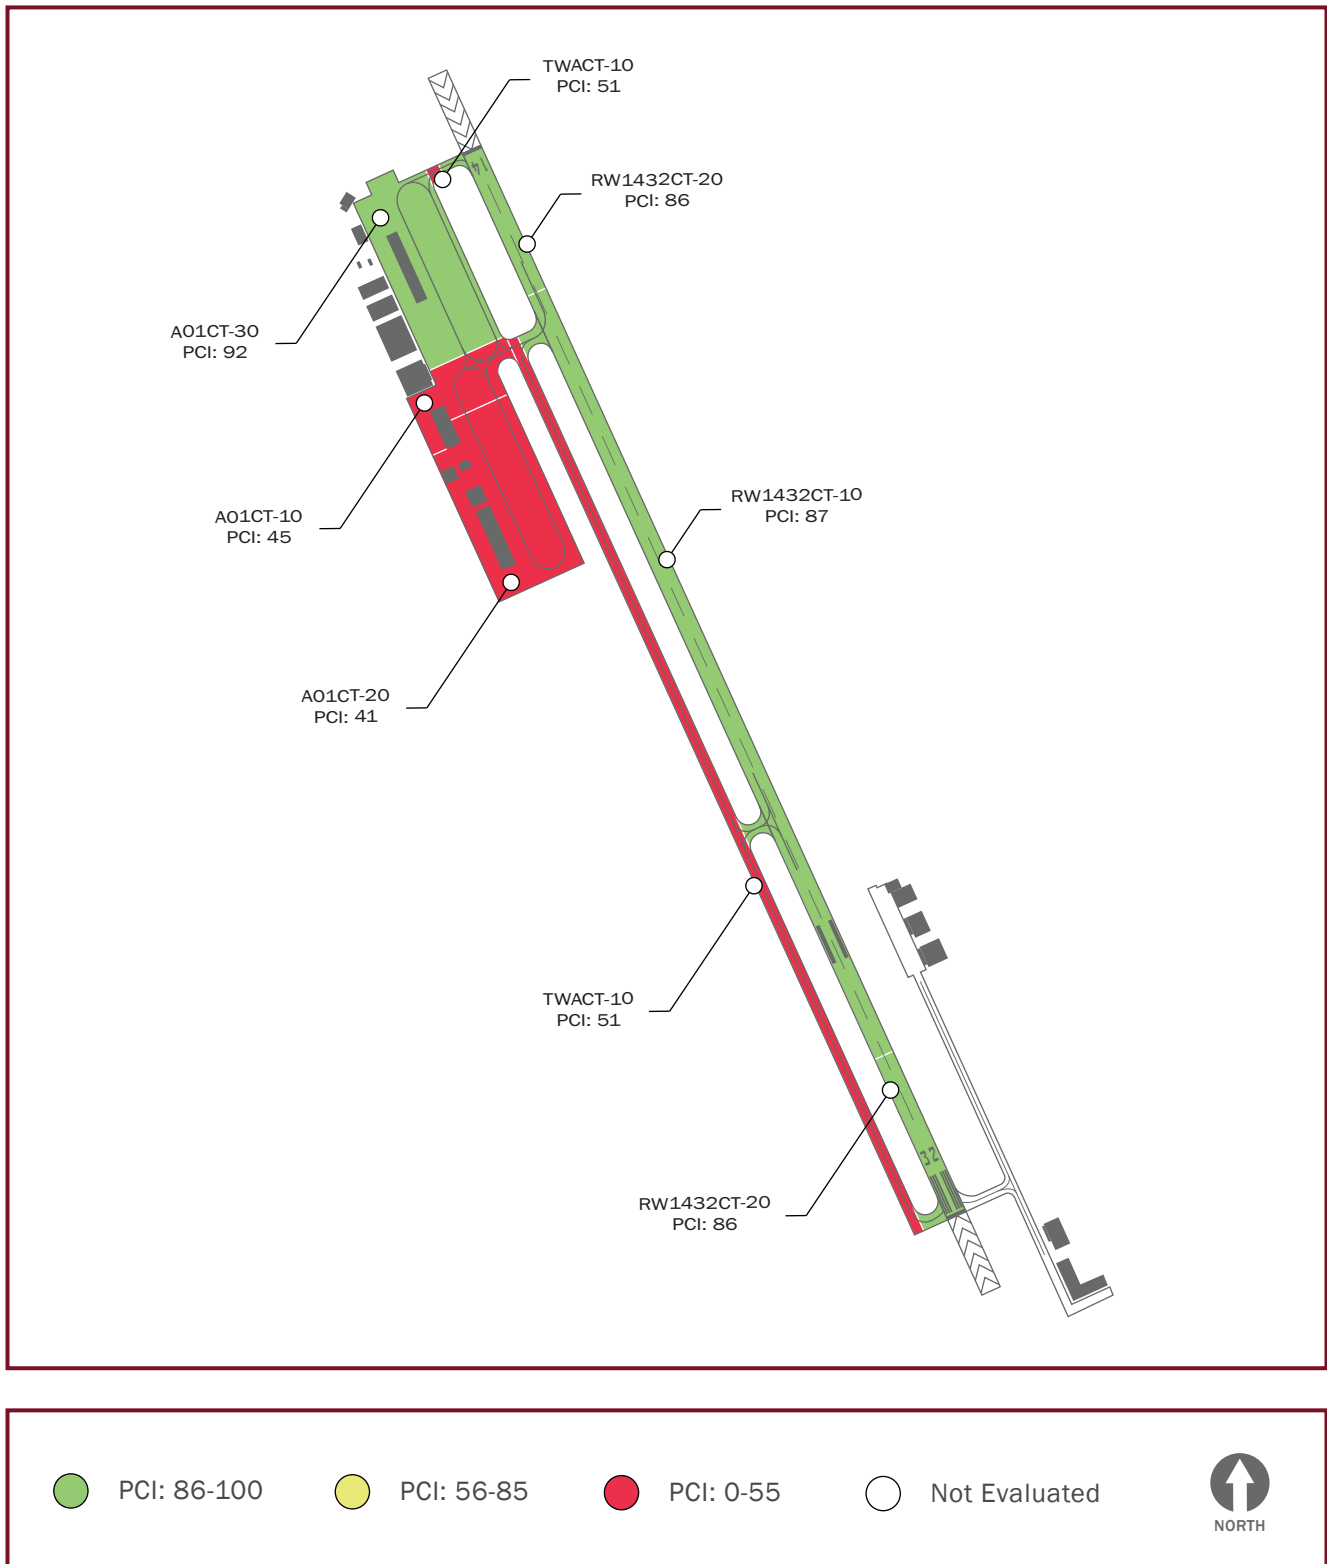 TWACT-10
PCI: 51
14
RW1432CT-20
PCI: 86
A01CT-30
PCI: 92
RW1432CT-10
PCI: 87
A01CT-10
PCI: 45
A01CT-20
PCI: 41
TWACT-10
PCI: 51
32
RW1432CT-20
PCI: 86
PCI: 86-100
PCI: 56-85
PCI: 0-55
Not Evaluated
NORTH